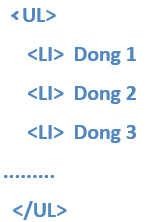 <UL>
<LI> Dong 1
<LI> Dong 2
<LI> Dong 3
.........
</UL>